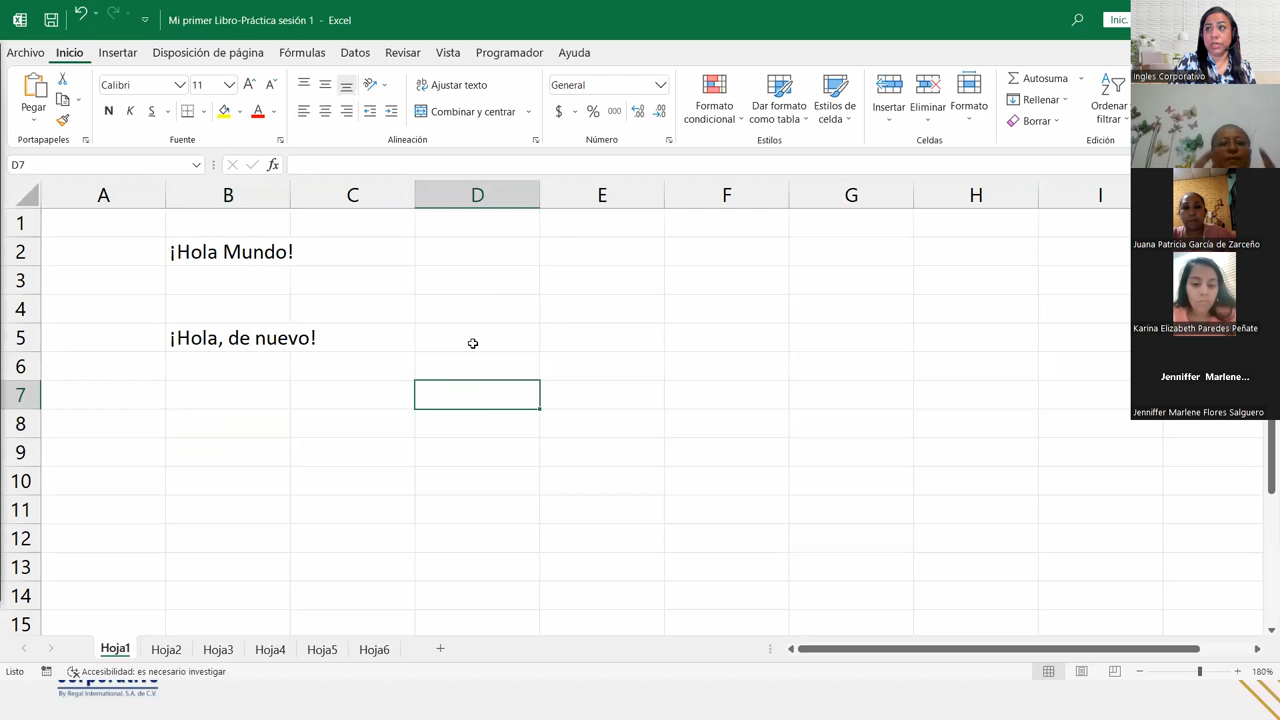 Mi primer Libro-Práctica sesión 1 - Excel
Inic.
Archivo Inicio Insertar Disposición de página Fórmulas Datos Revisar Vista
Calibri 11
General
Autosuma
Pegar
Formato condicional
Dar formato como tabla
Estilos de celda
Insertar
Eliminar
Formato
Rellenar
Borrar
Ordenar filtrar
N K S
Combinar y centrar
$ % 000
Portapapeles Fuente Alineación Número Estilos Celdas Edición
D7
fx
A B C D E F G H I
1
2 ¡Hola Mundo!
3
4
5 ¡Hola, de nuevo!
6
7
8
9
10
11
12
13
14
15
Hoja1 Hoja2 Hoja3 Hoja4 Hoja5 Hoja6
Listo
Accesibilidad: es necesario investigar
180%
By Regal International, S.A. de C.V.
Ingles Corporativo
Juana Patricia García de Zarceño
Karina Elizabeth Paredes Peñate
Jenniffer Marlene...
Jenniffer Marlene Flores Salguero